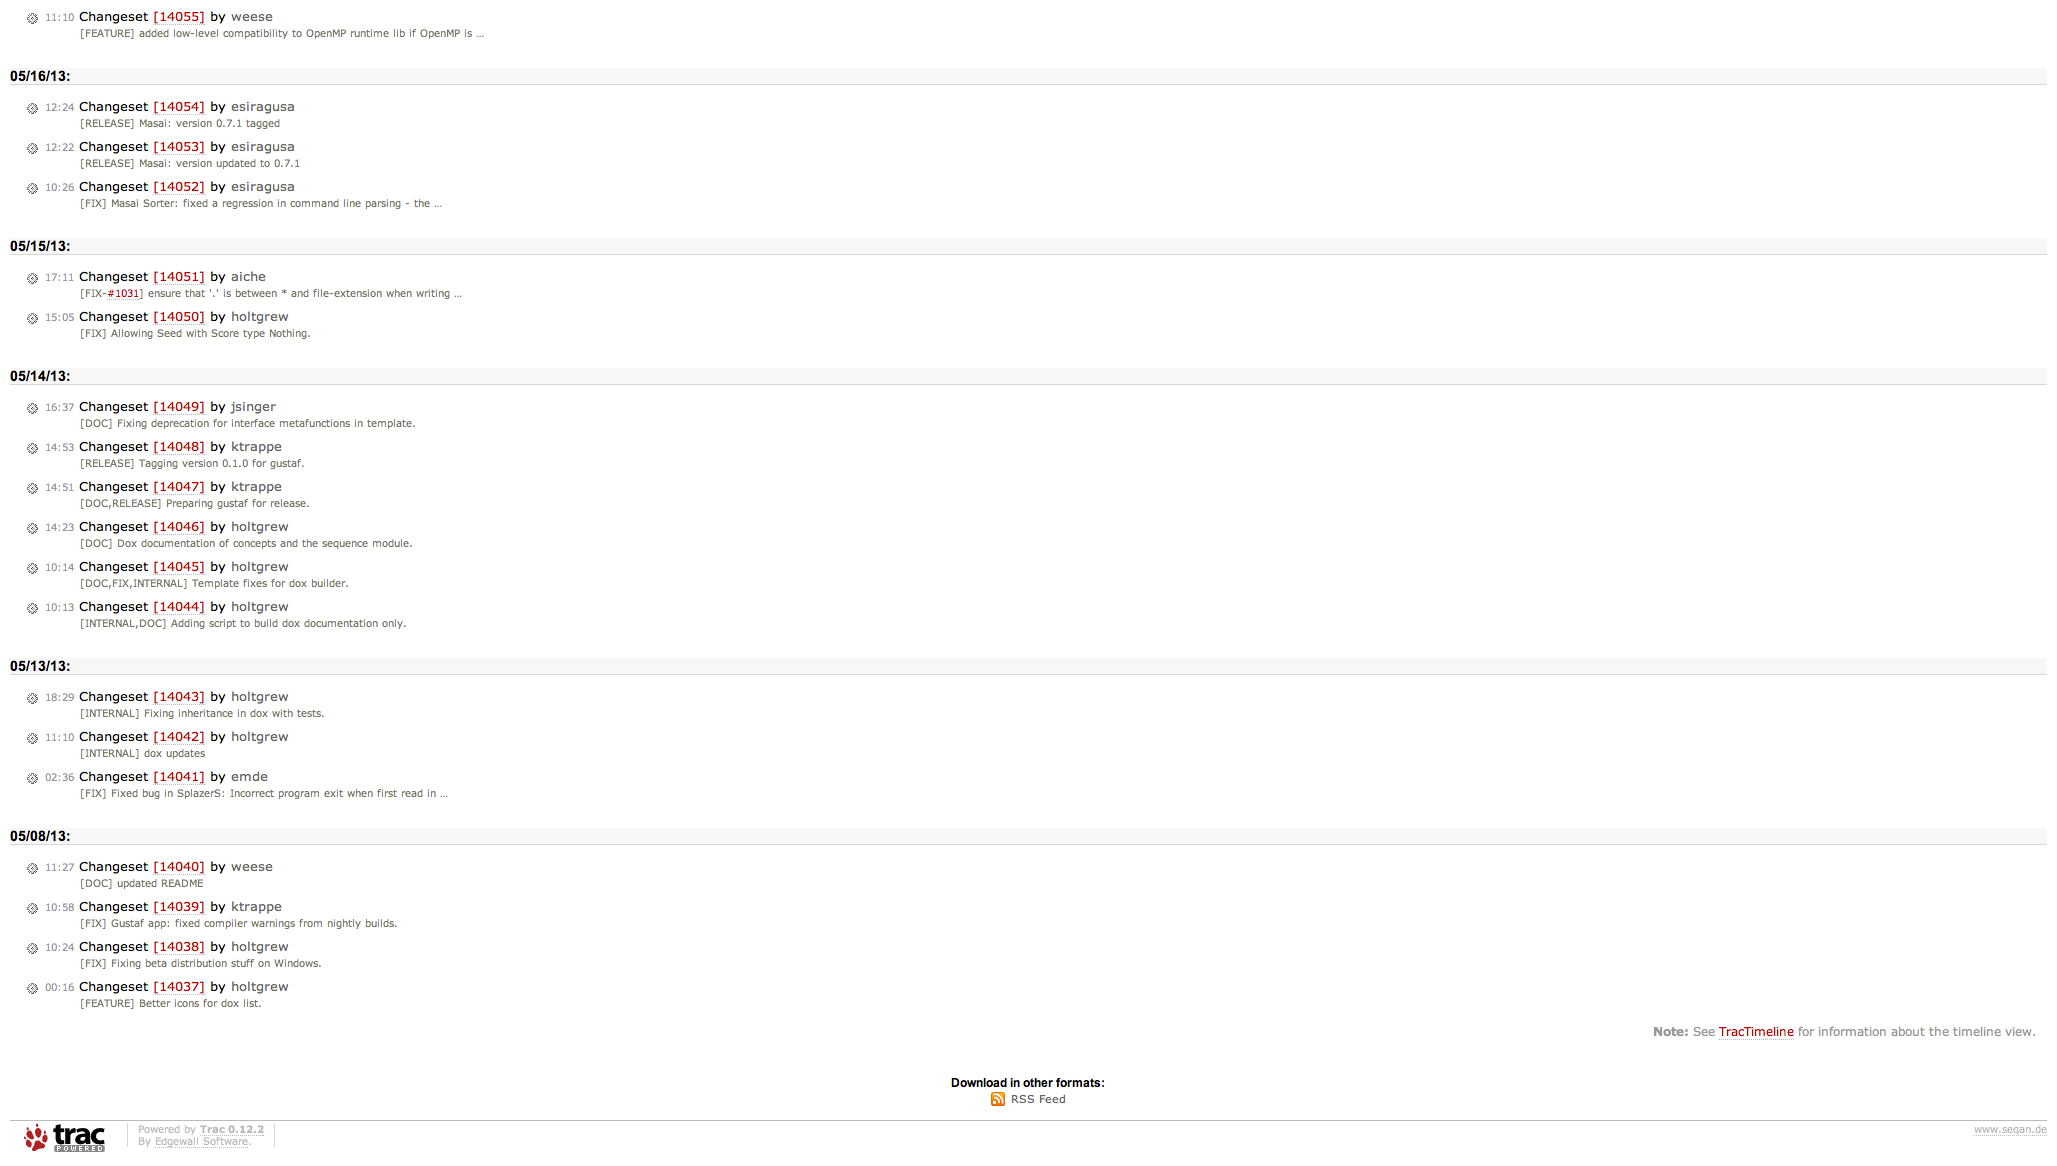 11:10 Changeset [14055] by weese
[FEATURE] added low-level compatibility to OpenMP runtime lib if OpenMP is …
05/16/13:
12:24 Changeset [14054] by esiragusa
[RELEASE] Masai: version 0.7.1 tagged
12:22 Changeset [14053] by esiragusa
[RELEASE] Masai: version updated to 0.7.1
10:26 Changeset [14052] by esiragusa
[FIX] Masai Sorter: fixed a regression in command line parsing - the …
05/15/13:
17:11 Changeset [14051] by aiche
[FIX-#1031] ensure that '.' is between * and file-extension when writing …
15:05 Changeset [14050] by holtgrew
[FIX] Allowing Seed with Score type Nothing.
05/14/13:
16:37 Changeset [14049] by jsinger
[DOC] Fixing deprecation for interface metafunctions in template.
14:53 Changeset [14048] by ktrappe
[RELEASE] Tagging version 0.1.0 for gustaf.
14:51 Changeset [14047] by ktrappe
[DOC,RELEASE] Preparing gustaf for release.
14:23 Changeset [14046] by holtgrew
[DOC] Dox documentation of concepts and the sequence module.
10:14 Changeset [14045] by holtgrew
[DOC,FIX,INTERNAL] Template fixes for dox builder.
10:13 Changeset [14044] by holtgrew
[INTERNAL,DOC] Adding script to build dox documentation only.
05/13/13:
18:29 Changeset [14043] by holtgrew
[INTERNAL] Fixing inheritance in dox with tests.
11:10 Changeset [14042] by holtgrew
[INTERNAL] dox updates
02:36 Changeset [14041] by emde
[FIX] Fixed bug in SplazerS: Incorrect program exit when first read in …
05/08/13:
11:27 Changeset [14040] by weese
[DOC] updated README
10:58 Changeset [14039] by ktrappe
[FIX] Gustaf app: fixed compiler warnings from nightly builds.
10:24 Changeset [14038] by holtgrew
[FIX] Fixing beta distribution stuff on Windows.
00:16 Changeset [14037] by holtgrew
[FEATURE] Better icons for dox list.
Note: See TracTimeline for information about the timeline view.
Download in other formats:
RSS Feed
trac
POWERED
Powered by Trac 0.12.2
By Edgewall Software.
www.seqan.de